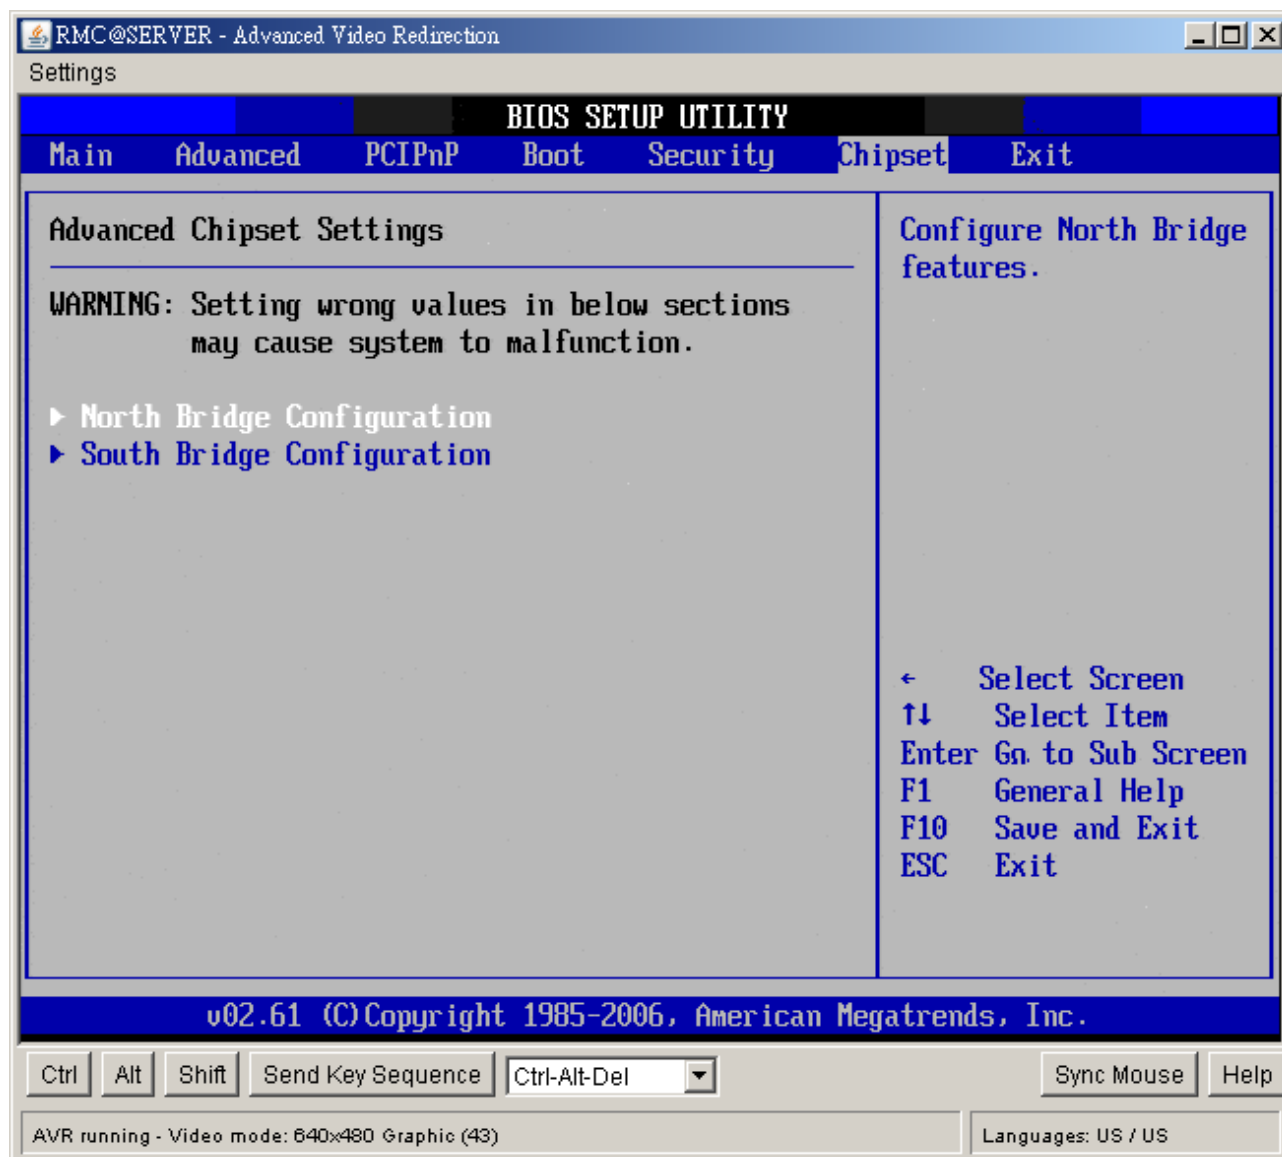 RMC@SERVER - Advanced Video Redirection
Settings
BIOS SETUP UTILITY
Main Advanced PCIPnP Boot Security Chipset Exit
Advanced Chipset Settings
WARNING: Setting wrong values in below sections
may cause system to malfunction.
▶ North Bridge Configuration
▶ South Bridge Configuration
Configure North Bridge
features.
← Select Screen
↑↓ Select Item
Enter Gn to Sub Screen
F1 General Help
F10 Save and Exit
ESC Exit
v02.61 (C)Copyright 1985-2006, American Megatrends, Inc.
Ctrl Alt Shift Send Key Sequence Ctrl-Alt-Del Sync Mouse Help
AVR running - Video mode: 640x480 Graphic (43) Languages: US / US